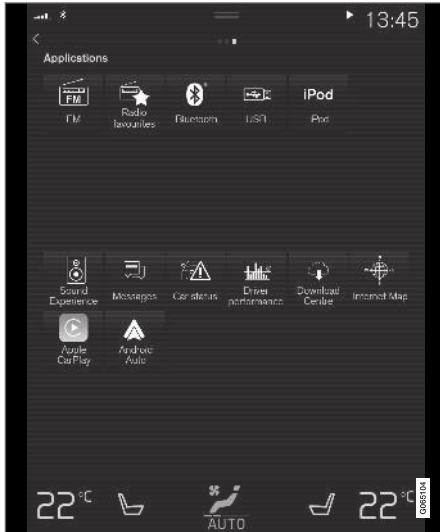 13:45
Applications
FM
iPod
FM
Radio
favourites
Bluetooth
USB
iPod
Sound
Experience
Messages
Car status
Driver
performance
Download
Centre
Internet Map
Apple
CarPlay
Android
Auto
22°C
AUTO
22°C
G065104